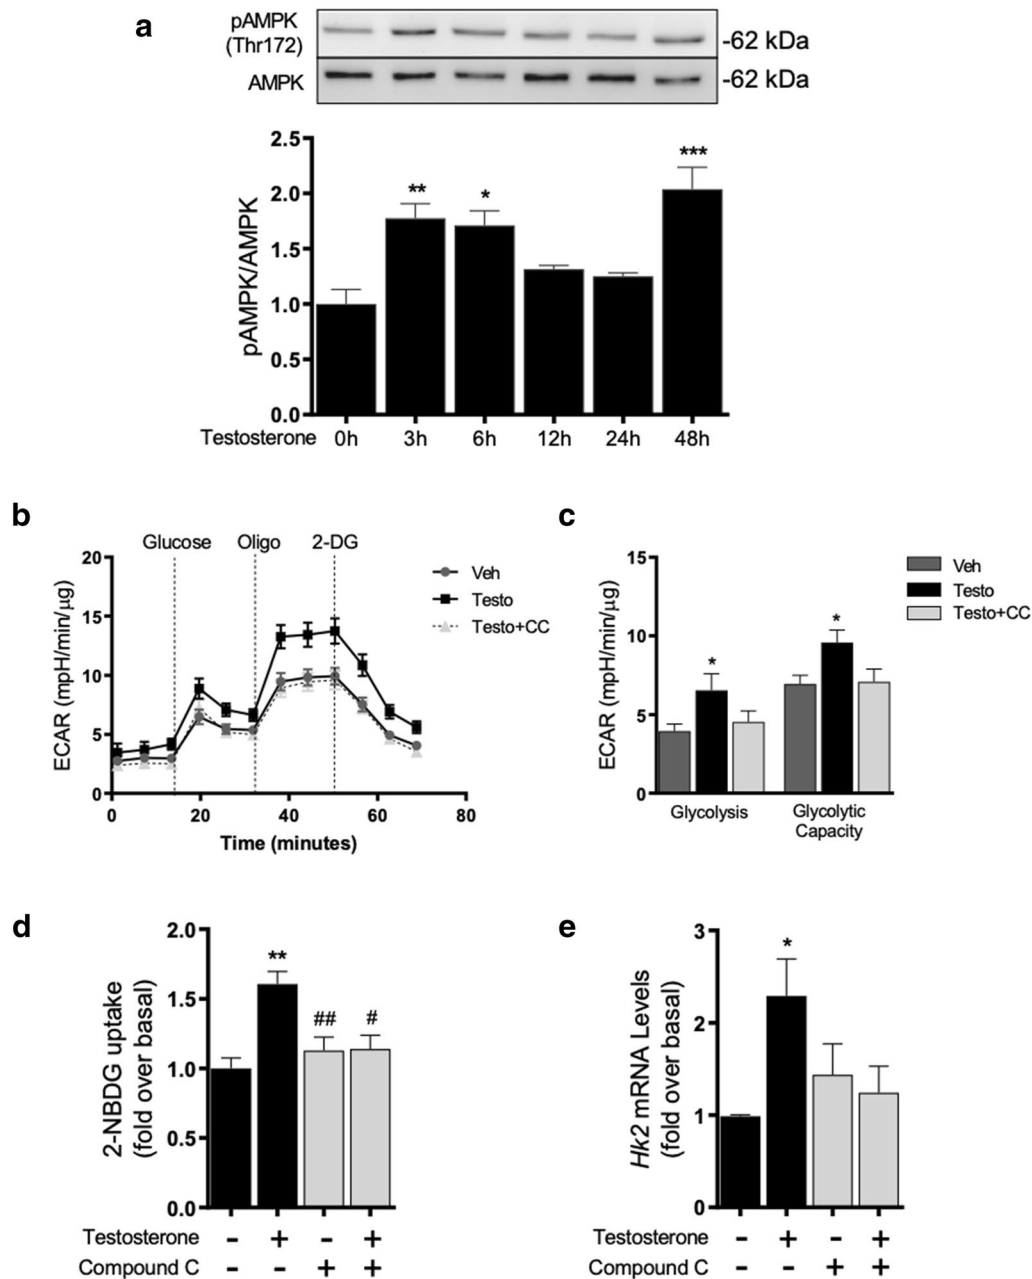 a
pAMPK
(Thr172)
-62 kDa
AMPK
-62 kDa
pAMPK/AMPK
2.5
2.0
1.5
1.0
0.5
0.0
** * ***
Testosterone 0h 3h 6h 12h 24h 48h
b
Glucose Oligo 2-DG
ECAR (mpH/min/μg)
20
15
10
5
0
0 20 40 60 80
Time (minutes)
Veh
Testo
Testo+CC
c
ECAR (mpH/min/μg)
15
10
5
0
* *
Glycolysis
Glycolytic
Capacity
Veh
Testo
Testo+CC
d
2-NBDG uptake
(fold over basal)
2.0
1.5
1.0
0.5
0.0
** ## #
Testosterone - + - +
Compound C - - + +
e
Hk2 mRNA Levels
(fold over basal)
3
2
1
0
*
Testosterone - + - +
Compound C - - + +